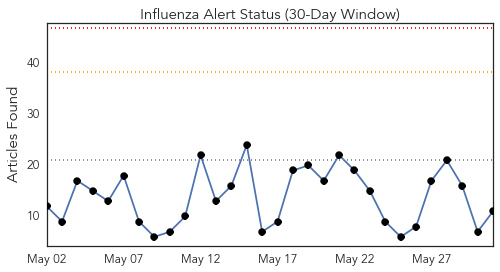 Influenza Alert Status (30-Day Window)
Articles Found
40
30
20
10
May 02 May 07 May 12 May 17 May 22 May 27